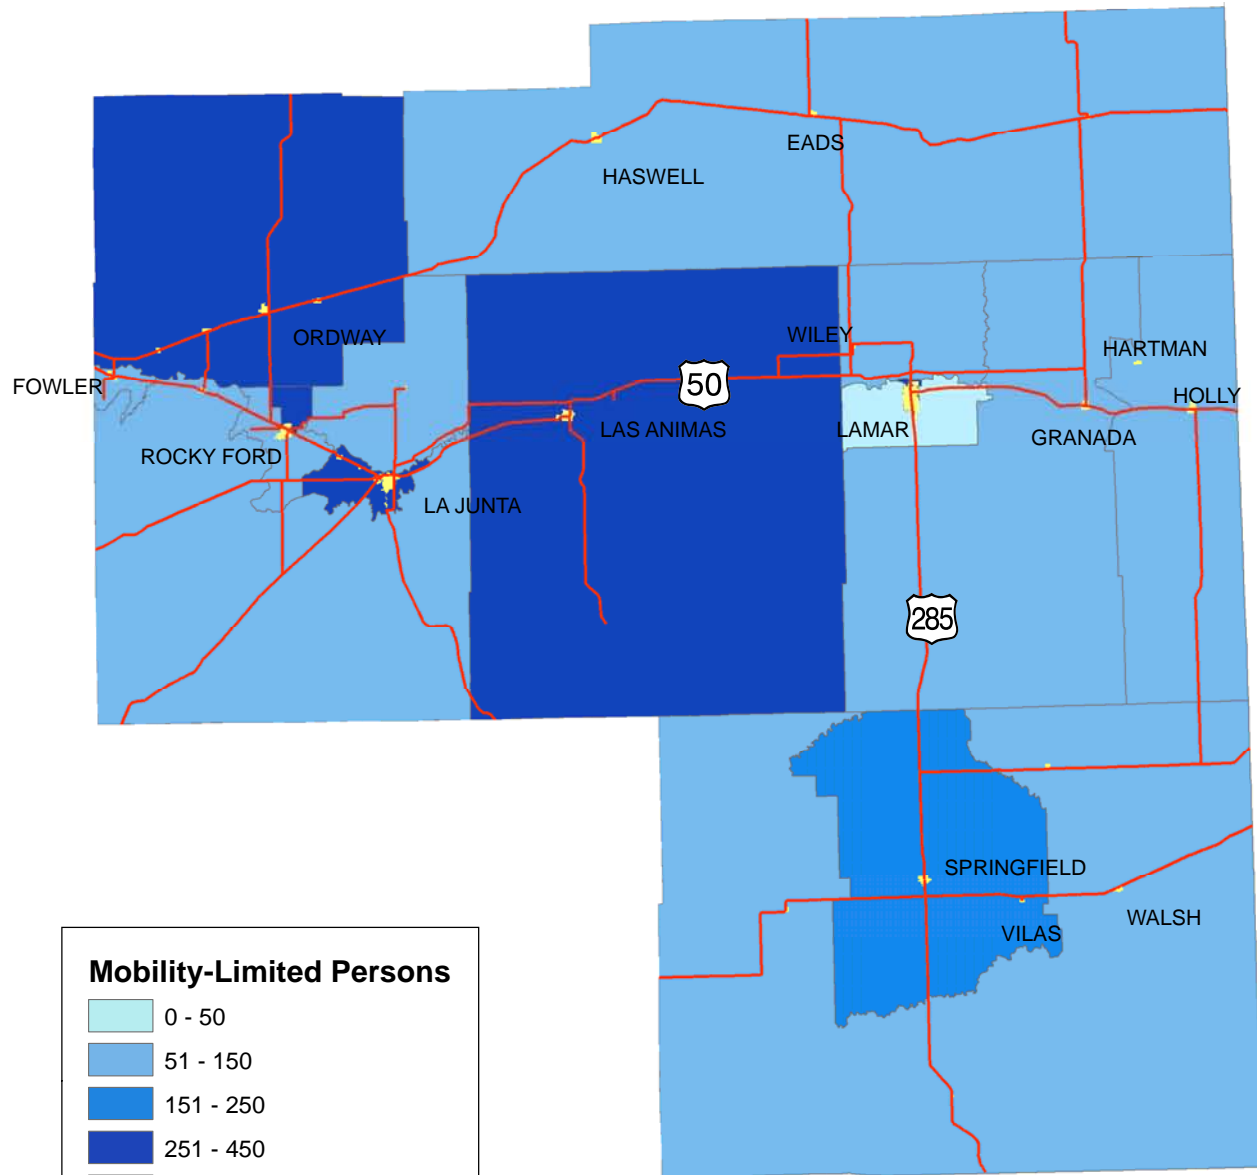 EADS
HASWELL
ORDWAY
WILEY
HARTMAN
FOWLER
50
HOLLY
LAS ANIMAS
LAMAR
GRANADA
ROCKY FORD
LA JUNTA
285
SPRINGFIELD
WALSH
VILAS
Mobility-Limited Persons
0 - 50
51 - 150
151 - 250
251 - 450